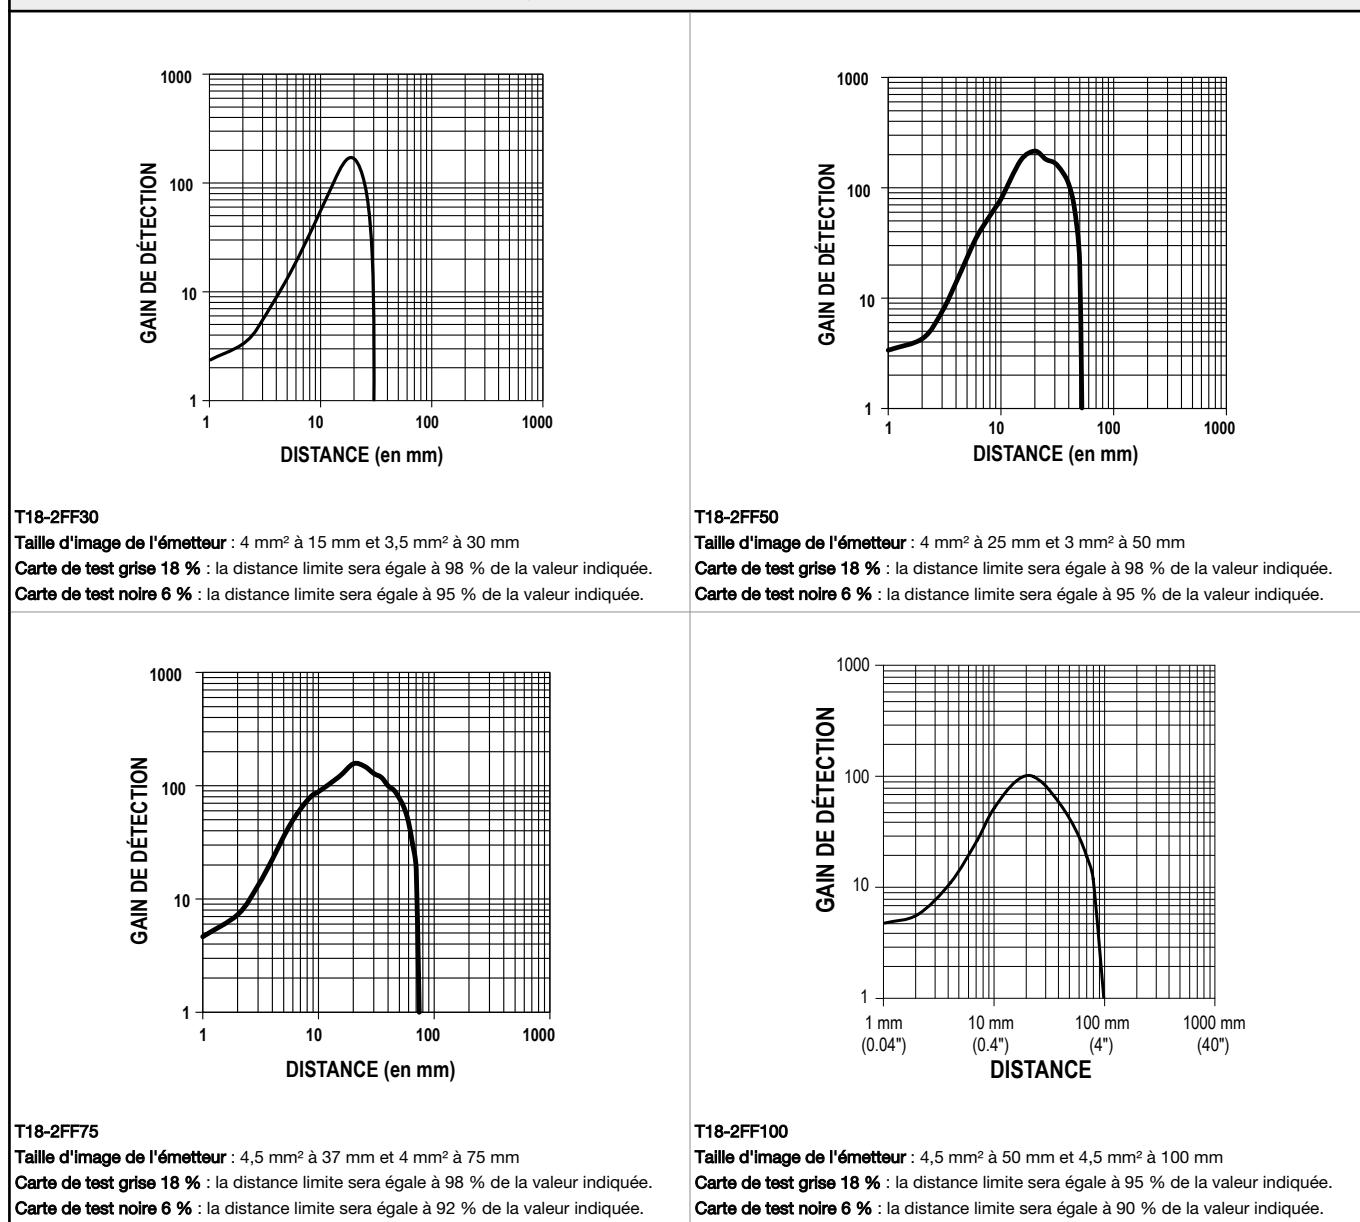 1000
100
10
1
GAIN DE DÉTECTION
1 10 100 1000
DISTANCE (en mm)
T18-2FF30
Taille d'image de l'émetteur : 4 mm² à 15 mm et 3,5 mm² à 30 mm
Carte de test grise 18 % : la distance limite sera égale à 98 % de la valeur indiquée.
Carte de test noire 6 % : la distance limite sera égale à 95 % de la valeur indiquée.
1000
100
10
1
GAIN DE DÉTECTION
1 10 100 1000
DISTANCE (en mm)
T18-2FF50
Taille d'image de l'émetteur : 4 mm² à 25 mm et 3 mm² à 50 mm
Carte de test grise 18 % : la distance limite sera égale à 98 % de la valeur indiquée.
Carte de test noire 6 % : la distance limite sera égale à 95 % de la valeur indiquée.
1000
100
10
1
GAIN DE DÉTECTION
1 10 100 1000
DISTANCE (en mm)
T18-2FF75
Taille d'image de l'émetteur : 4,5 mm² à 37 mm et 4 mm² à 75 mm
Carte de test grise 18 % : la distance limite sera égale à 98 % de la valeur indiquée.
Carte de test noire 6 % : la distance limite sera égale à 92 % de la valeur indiquée.
1000
100
10
1
GAIN DE DÉTECTION
1 mm 10 mm 100 mm 1000 mm
(0.04") (0.4") (4") (40")
DISTANCE
T18-2FF100
Taille d'image de l'émetteur : 4,5 mm² à 50 mm et 4,5 mm² à 100 mm
Carte de test grise 18 % : la distance limite sera égale à 95 % de la valeur indiquée.
Carte de test noire 6 % : la distance limite sera égale à 90 % de la valeur indiquée.